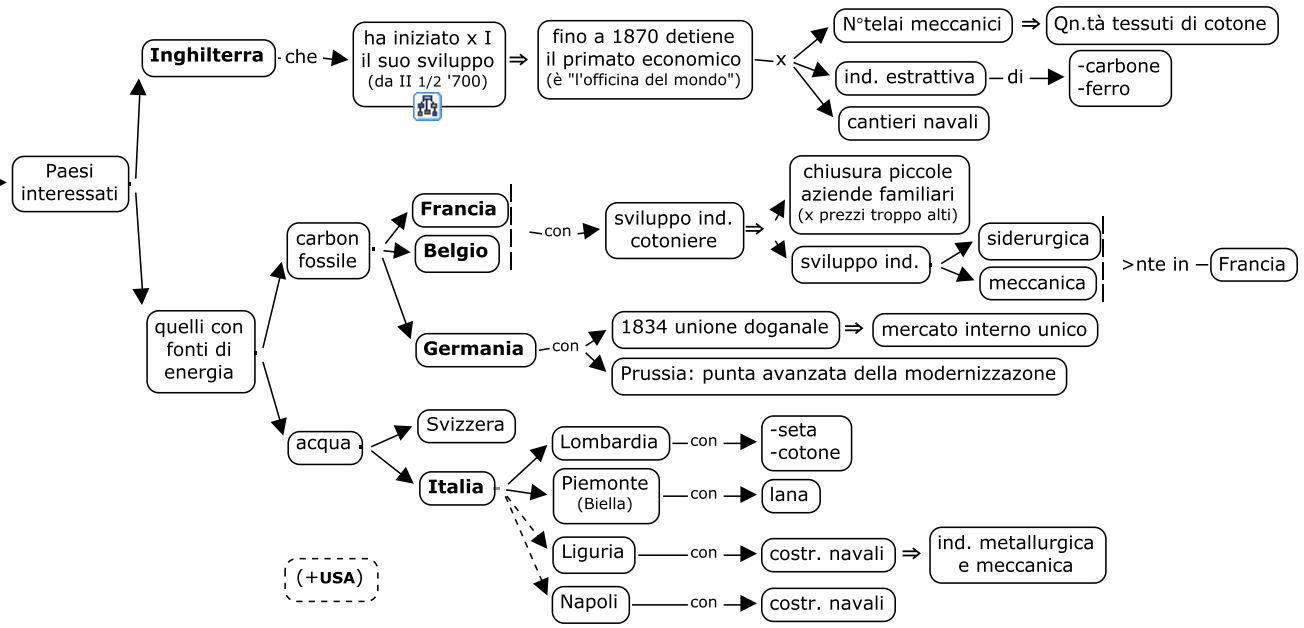 Paesi
interessati
Inghilterra
che
ha iniziato x I
il suo sviluppo
(da II 1/2 '700)
⇒
fino a 1870 detiene
il primato economico
(è "l'officina del mondo")
x
N°telai meccanici
⇒
Qn.tà tessuti di cotone
ind. estrattiva
di
-carbone
-ferro
cantieri navali
quelli con
fonti di
energia
carbon
fossile
Francia
Belgio
con
sviluppo ind.
cotoniere
⇒
chiusura piccole
aziende familiari
(x prezzi troppo alti)
sviluppo ind.
siderurgica
meccanica
>nte in
Francia
Germania
con
1834 unione doganale
⇒
mercato interno unico
Prussia: punta avanzata della modernizzazone
acqua
Svizzera
Italia
Lombardia
con
-seta
-cotone
Piemonte
(Biella)
con
lana
Liguria
con
costr. navali
⇒
ind. metallurgica
e meccanica
Napoli
con
costr. navali
(+USA)